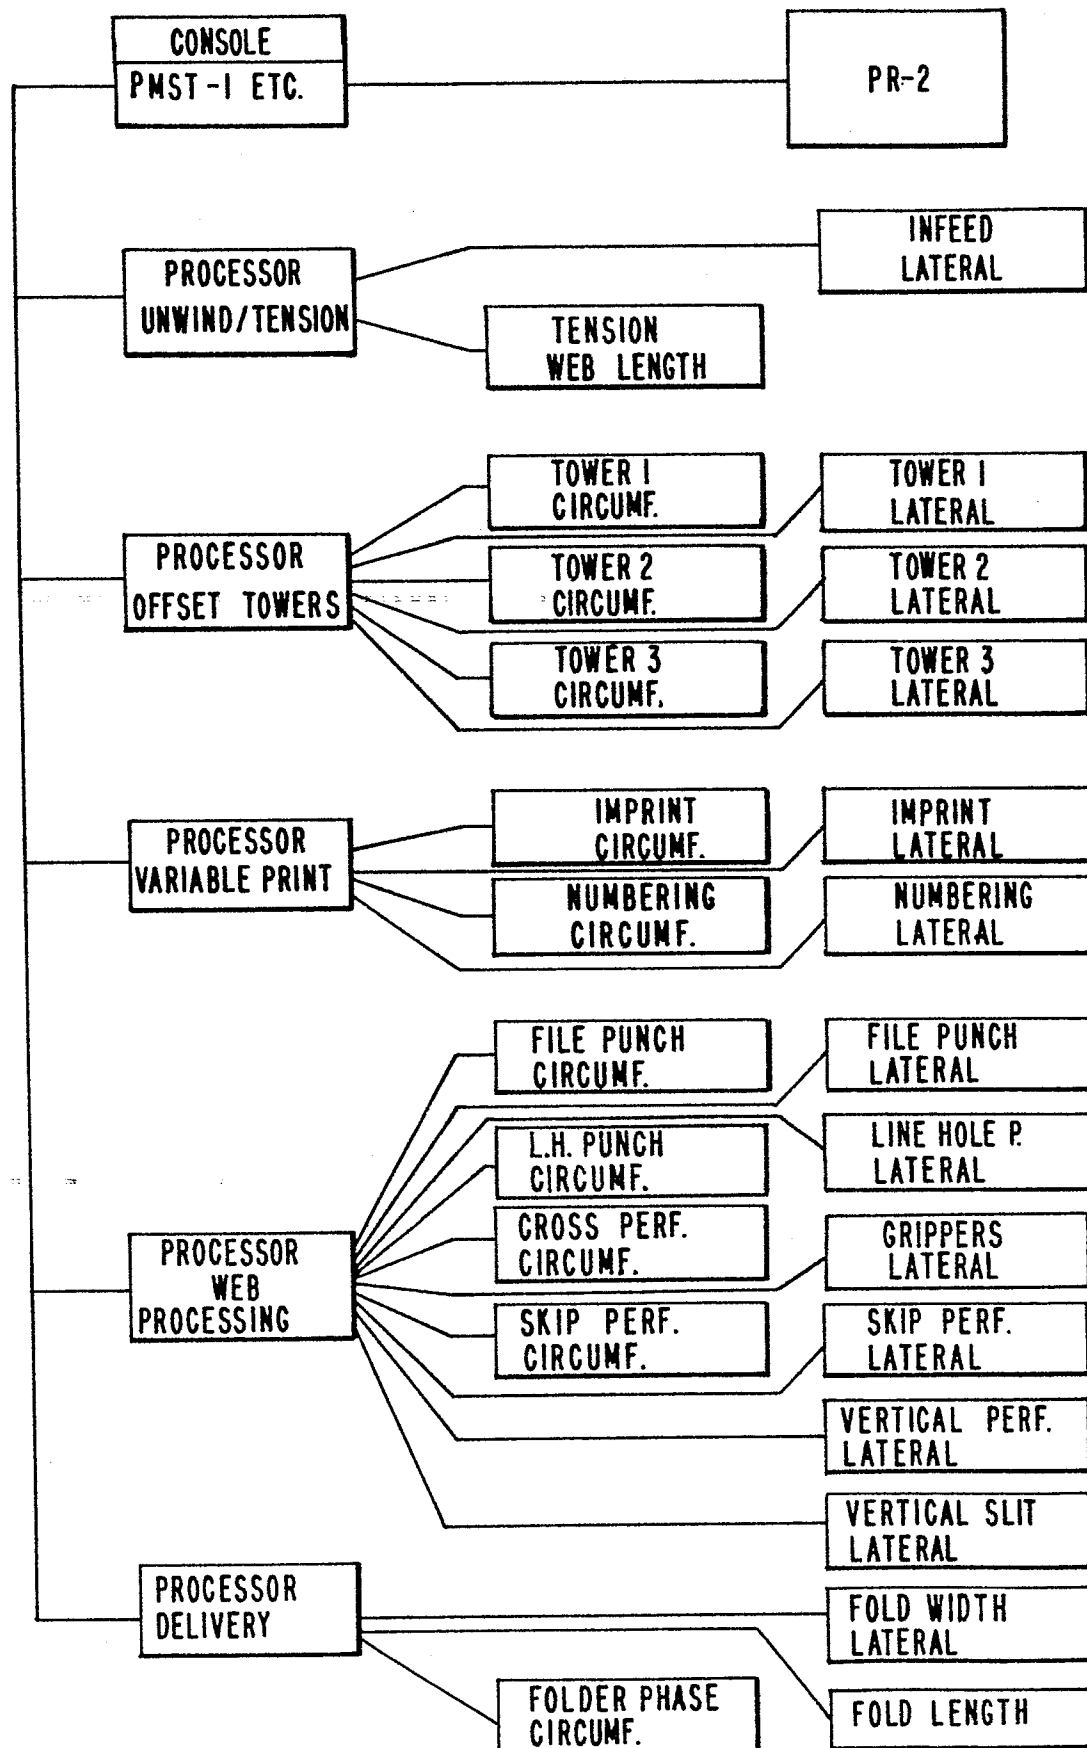 CONSOLE
PMST-1 ETC.
PR-2
PROCESSOR
UNWIND/TENSION
INFEED
LATERAL
TENSION
WEB LENGTH
PROCESSOR
OFFSET TOWERS
TOWER 1
CIRCUMF.
TOWER 1
LATERAL
TOWER 2
CIRCUMF.
TOWER 2
LATERAL
TOWER 3
CIRCUMF.
TOWER 3
LATERAL
PROCESSOR
VARIABLE PRINT
IMPRINT
CIRCUMF.
IMPRINT
LATERAL
NUMBERING
CIRCUMF.
NUMBERING
LATERAL
PROCESSOR
WEB
PROCESSING
FILE PUNCH
CIRCUMF.
FILE PUNCH
LATERAL
L.H. PUNCH
CIRCUMF.
LINE HOLE P.
LATERAL
CROSS PERF.
CIRCUMF.
GRIPPERS
LATERAL
SKIP PERF.
CIRCUMF.
SKIP PERF.
LATERAL
VERTICAL PERF.
LATERAL
VERTICAL SLIT
LATERAL
PROCESSOR
DELIVERY
FOLD WIDTH
LATERAL
FOLDER PHASE
CIRCUMF.
FOLD LENGTH